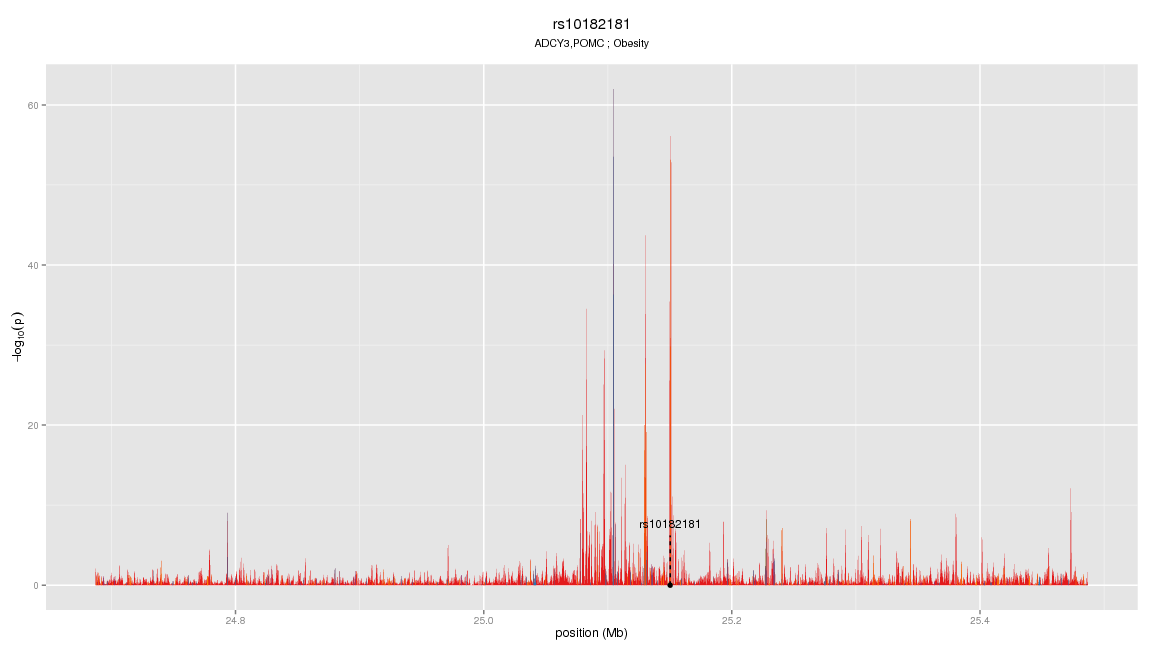 rs10182181
ADCY3,POMC ; Obesity
60
40
20
0
−log10(p)
rs10182181
24.8
25.0
25.2
25.4
position (Mb)